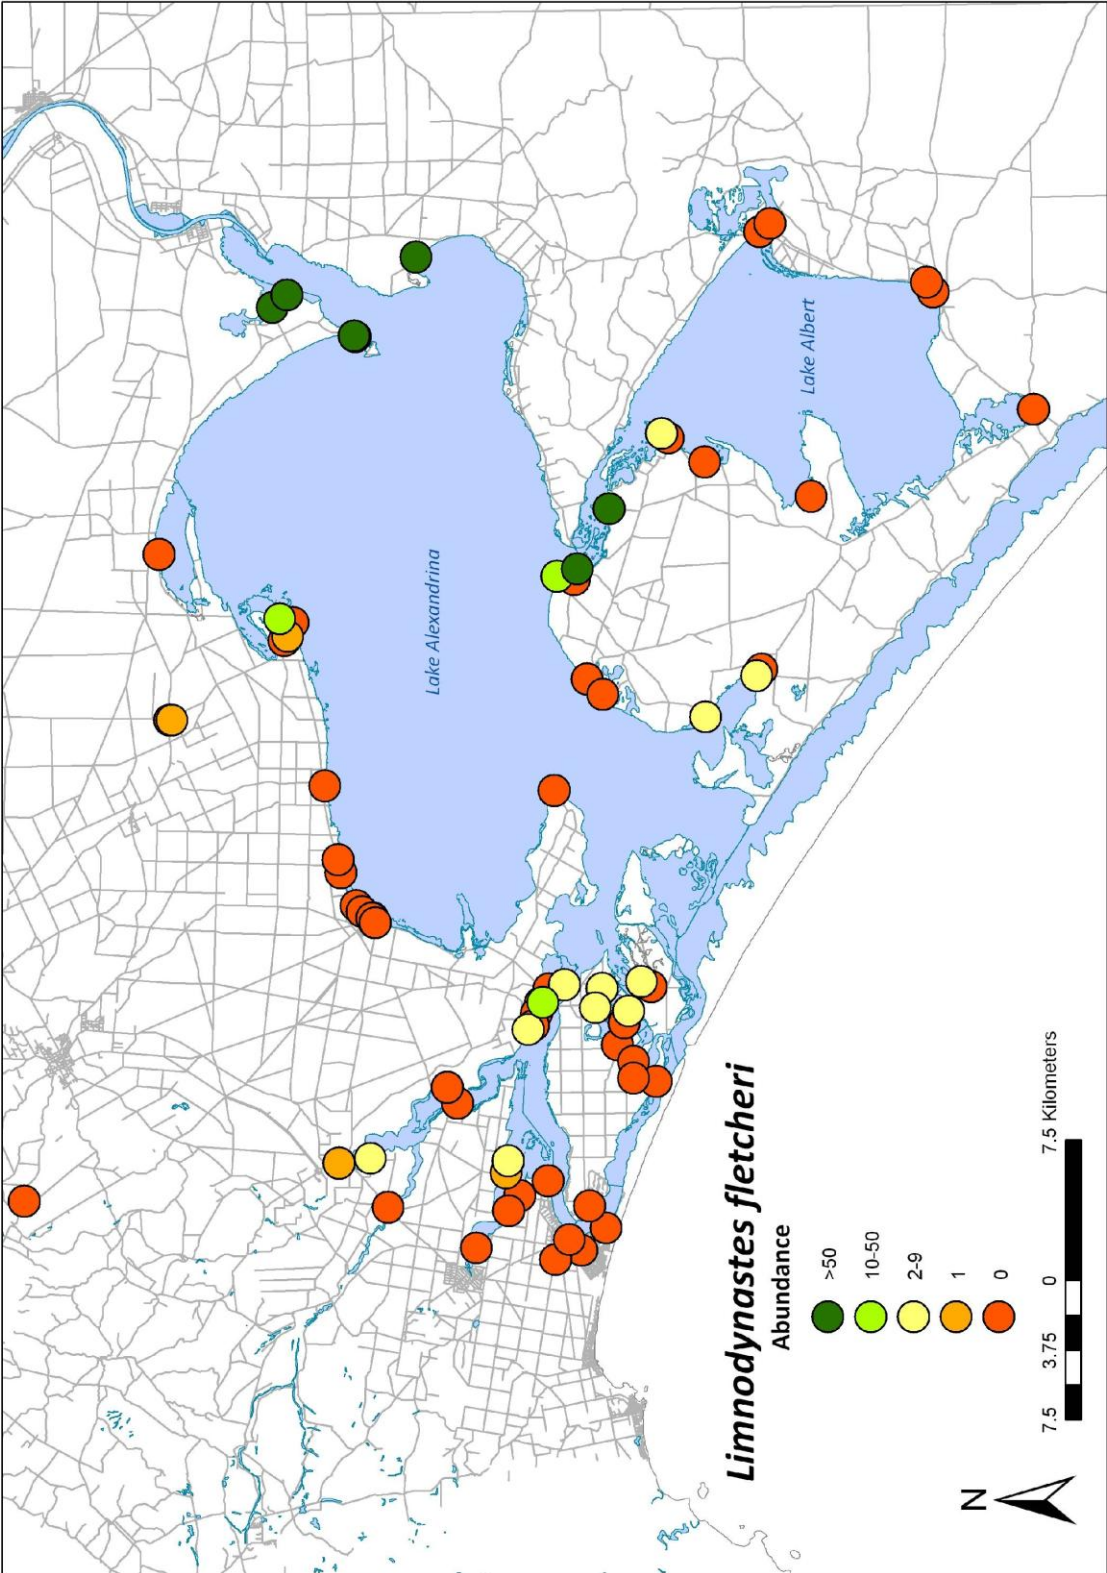 Lake Alexandrina
Lake Albert
Limnodynastes fletcheri
Abundance
>50
10-50
2-9
1
0
N
7.5 3.75 0 7.5 Kilometers